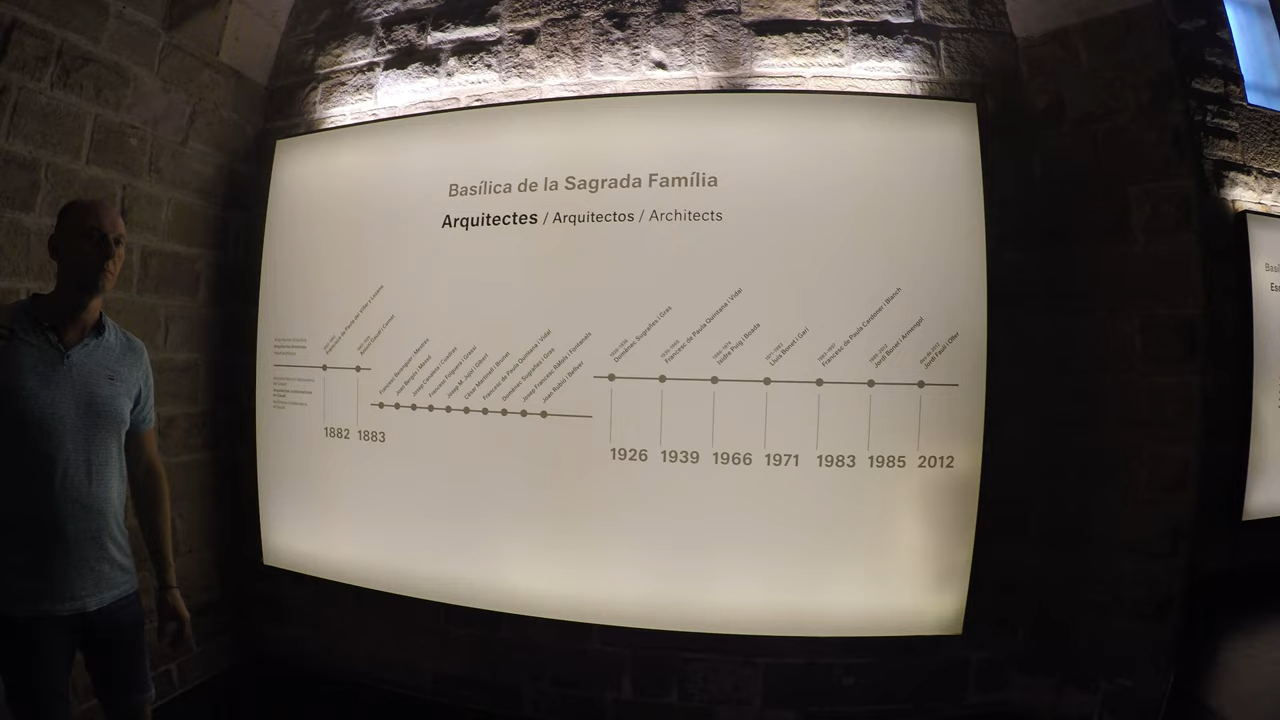 Basílica de la Sagrada Família
Arquitectes / Arquitectos / Architects
Francisco de Paula del Villar y Lozano
Antoni Gaudí i Cornet
Francesc Berenguer i Mestres
Joan Bergós i Massó
Josep Canaleta i Cuadras
Francesc Folguera i Grassi
Josep M. Jujol i Gibert
Cèsar Martinell i Brunet
Francesc de Paula Quintana i Vidal
Domènec Sugrañes i Gras
Josep Francesc Ràfols i Fontanals
Joan Rubió i Bellver
Domènec Sugrañes i Gras
Francesc de Paula Quintana i Vidal
Isidre Puig i Boada
Lluís Bonet i Garí
Francesc de Paula Cardoner i Blanch
Jordi Bonet i Armengol
Jordi Faulí i Oller
1882 1883
1926 1939 1966 1971 1983 1985 2012